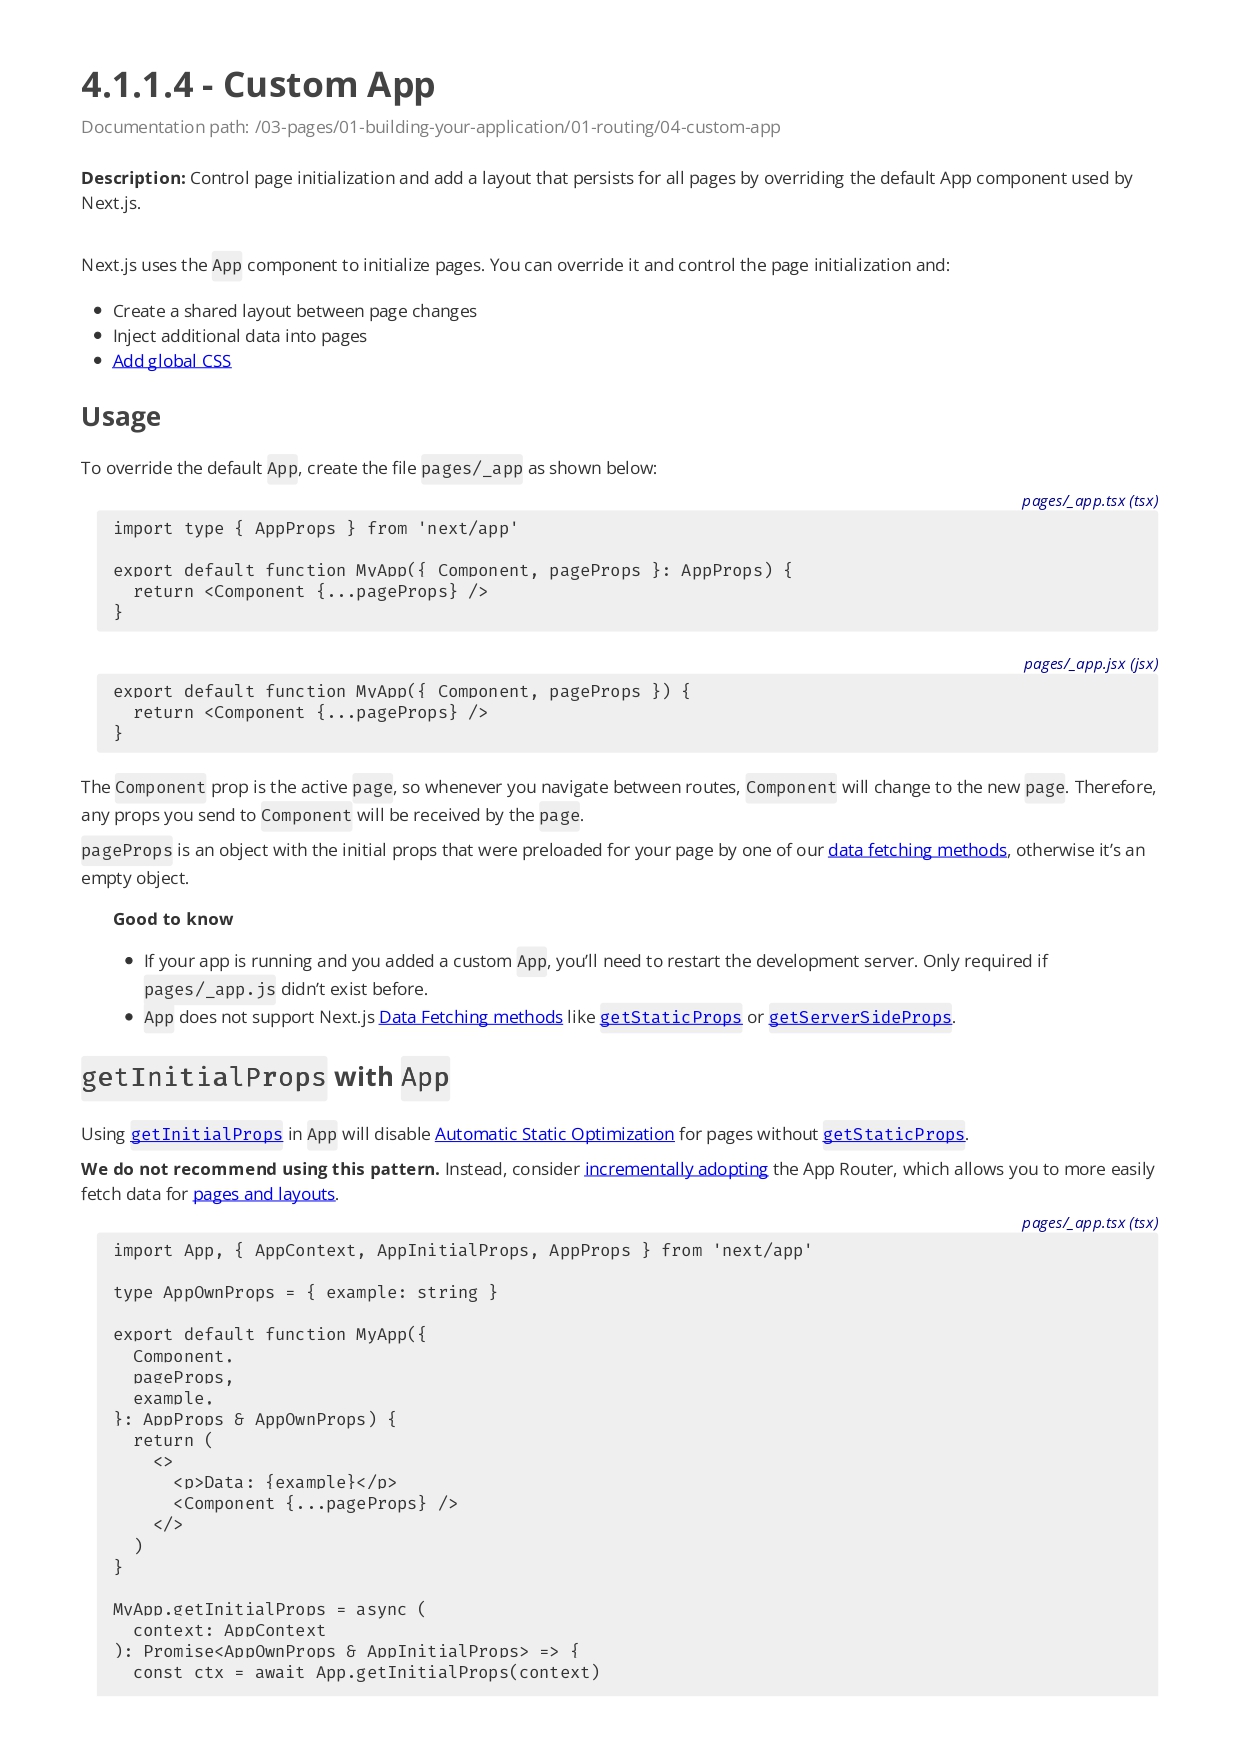 4.1.1.4 - Custom App
Documentation path: /03-pages/01-building-your-application/01-routing/04-custom-app
Description: Control page initialization and add a layout that persists for all pages by overriding the default App component used by
Next.js.
Next.js uses the App component to initialize pages. You can override it and control the page initialization and:
• Create a shared layout between page changes
• Inject additional data into pages
• Add global CSS
Usage
To override the default App, create the file pages/_app as shown below:
pages/_app.tsx (tsx)
import type { AppProps } from 'next/app'
export default function MyApp({ Component, pageProps }: AppProps) {
  return <Component {...pageProps} />
}
pages/_app.jsx (jsx)
export default function MyApp({ Component, pageProps }) {
  return <Component {...pageProps} />
}
The Component prop is the active page, so whenever you navigate between routes, Component will change to the new page. Therefore,
any props you send to Component will be received by the page.
pageProps is an object with the initial props that were preloaded for your page by one of our data fetching methods, otherwise it’s an
empty object.
Good to know
• If your app is running and you added a custom App, you’ll need to restart the development server. Only required if
pages/_app.js didn’t exist before.
• App does not support Next.js Data Fetching methods like getStaticProps or getServerSideProps.
getInitialProps with App
Using getInitialProps in App will disable Automatic Static Optimization for pages without getStaticProps.
We do not recommend using this pattern. Instead, consider incrementally adopting the App Router, which allows you to more easily
fetch data for pages and layouts.
pages/_app.tsx (tsx)
import App, { AppContext, AppInitialProps, AppProps } from 'next/app'
type AppOwnProps = { example: string }
export default function MyApp({
  Component,
  pageProps,
  example,
}: AppProps & AppOwnProps) {
  return (
    <>
      <p>Data: {example}</p>
      <Component {...pageProps} />
    </>
  )
}
MyApp.getInitialProps = async (
  context: AppContext
): Promise<AppOwnProps & AppInitialProps> => {
  const ctx = await App.getInitialProps(context)